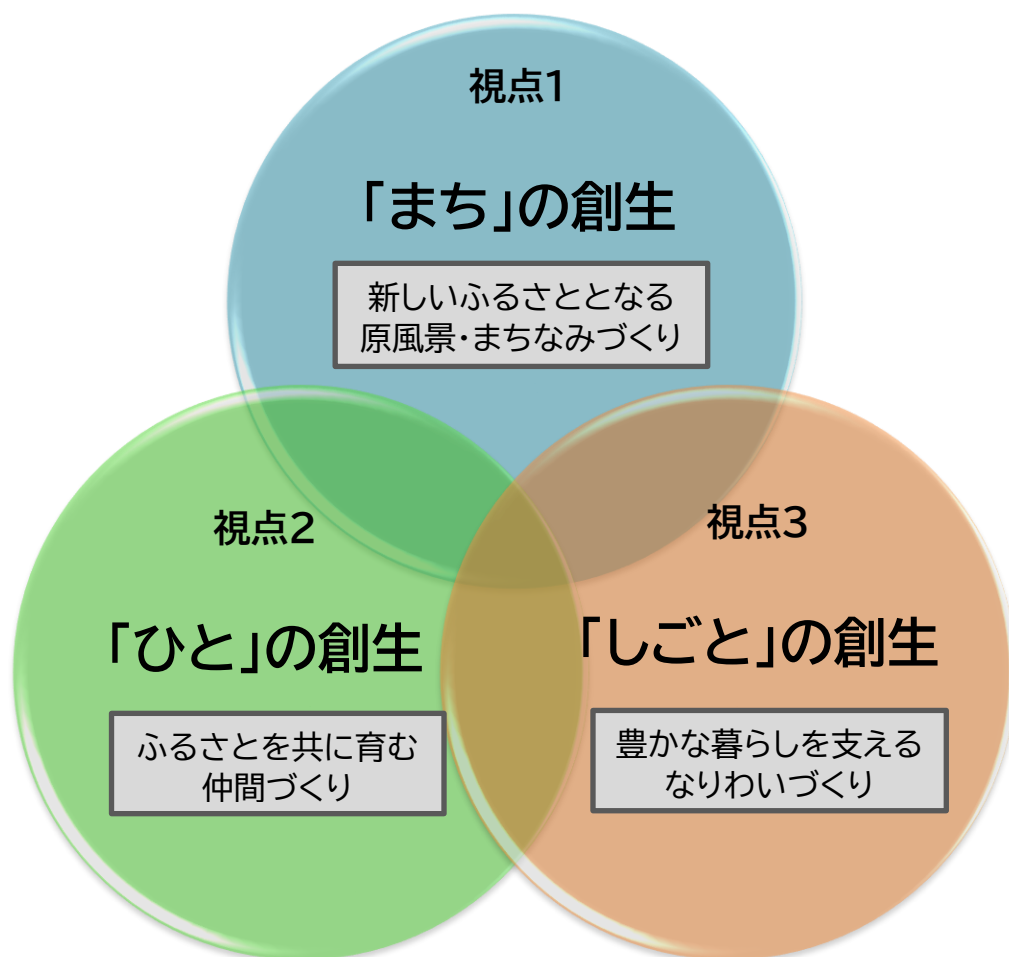 視点1
「まち」の創生
新しいふるさととなる
原風景・まちなみづくり
視点2
「ひと」の創生
ふるさとを共に育む
仲間づくり
視点3
「しごと」の創生
豊かな暮らしを支える
なりわいづくり